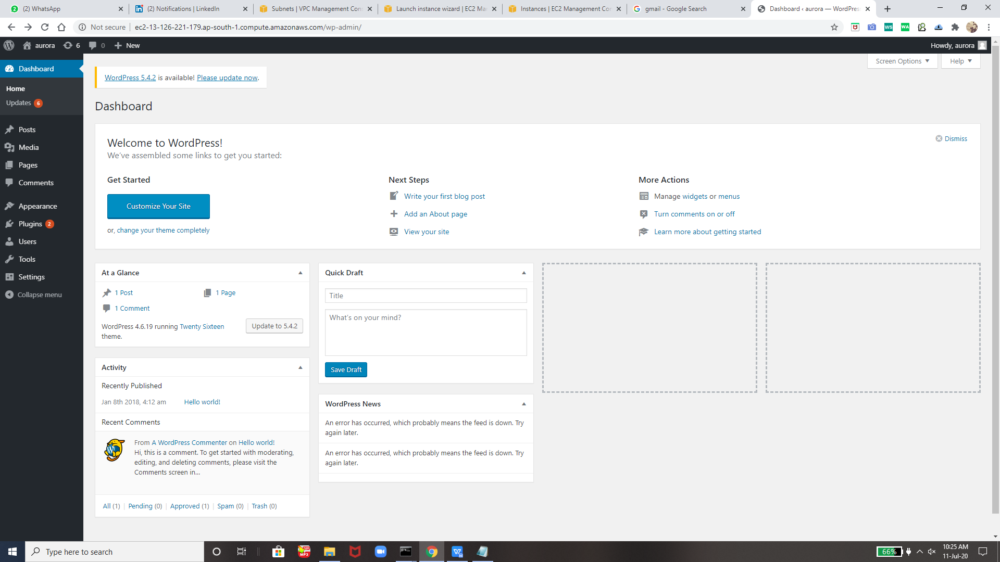 (2) WhatsApp
(2) Notifications | LinkedIn
Subnets | VPC Management Con
Launch instance wizard | EC2 Ma
Instances | EC2 Management Co
gmail - Google Search
Dashboard ‹ aurora — WordPres
Not secure | ec2-13-126-221-179.ap-south-1.compute.amazonaws.com/wp-admin/
WS
WA
aurora 6 0 New
Howdy, aurora
Dashboard
Home
Updates 6
Posts
Media
Pages
Comments
Appearance
Plugins 2
Users
Tools
Settings
Collapse menu
Screen Options
Help
WordPress 5.4.2 is available! Please update now.
Dashboard
Welcome to WordPress!
We've assembled some links to get you started:
Dismiss
Get Started
Customize Your Site
or, change your theme completely
Next Steps
Write your first blog post
Add an About page
View your site
More Actions
Manage widgets or menus
Turn comments on or off
Learn more about getting started
At a Glance
1 Post
1 Page
1 Comment
WordPress 4.6.19 running Twenty Sixteen
theme.
Update to 5.4.2
Activity
Recently Published
Jan 8th 2018, 4:12 am Hello world!
Recent Comments
From A WordPress Commenter on Hello world!
Hi, this is a comment. To get started with moderating,
editing, and deleting comments, please visit the
Comments screen in...
All (1) | Pending (0) | Approved (1) | Spam (0) | Trash (0)
Quick Draft
Title
What's on your mind?
Save Draft
WordPress News
An error has occurred, which probably means the feed is down. Try
again later.
An error has occurred, which probably means the feed is down. Try
again later.
Type here to search
MP3
66%
10:25 AM
11-Jul-20